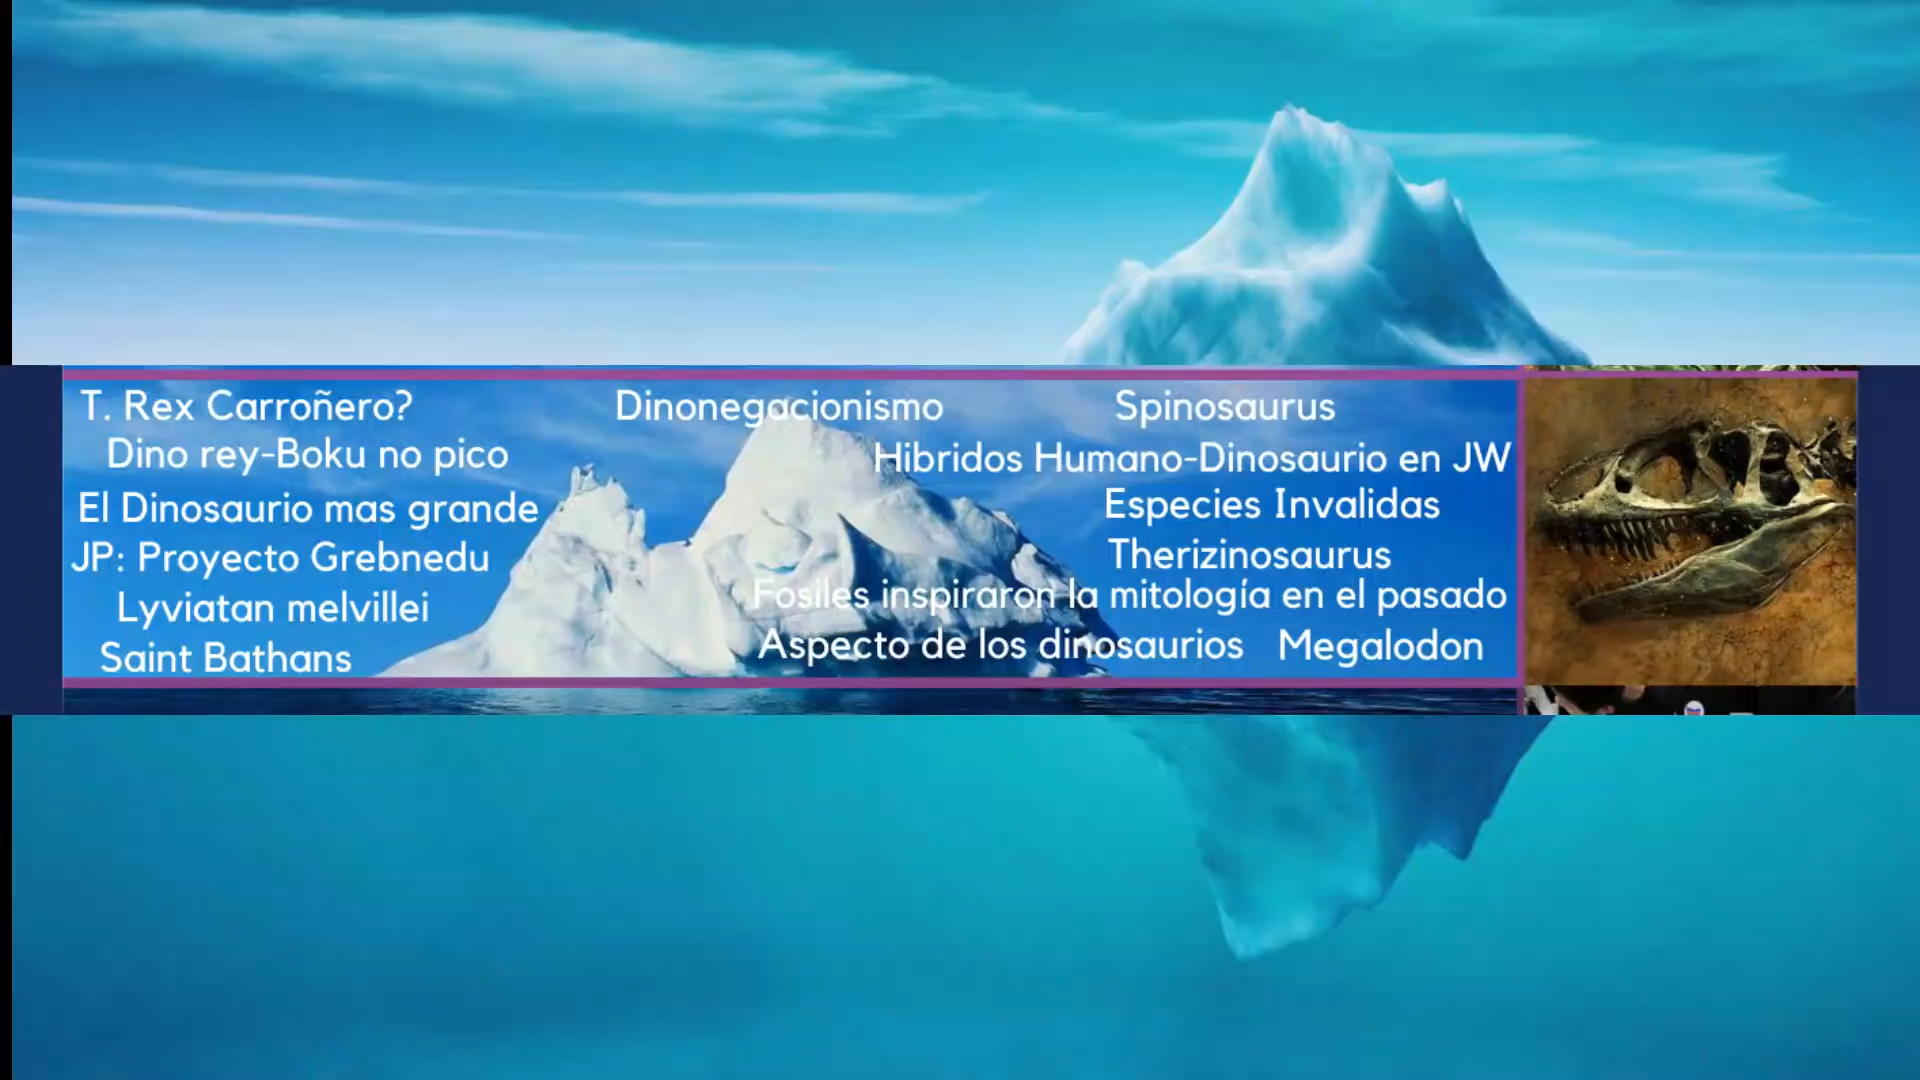 T. Rex Carroñero?
Dinonegacionismo
Spinosaurus
Dino rey-Boku no pico
Hibridos Humano-Dinosaurio en JW
El Dinosaurio mas grande
Especies Invalidas
JP: Proyecto Grebnedu
Therizinosaurus
Fosiles inspiraron la mitología en el pasado
Lyviatan melvillei
Aspecto de los dinosaurios
Megalodon
Saint Bathans